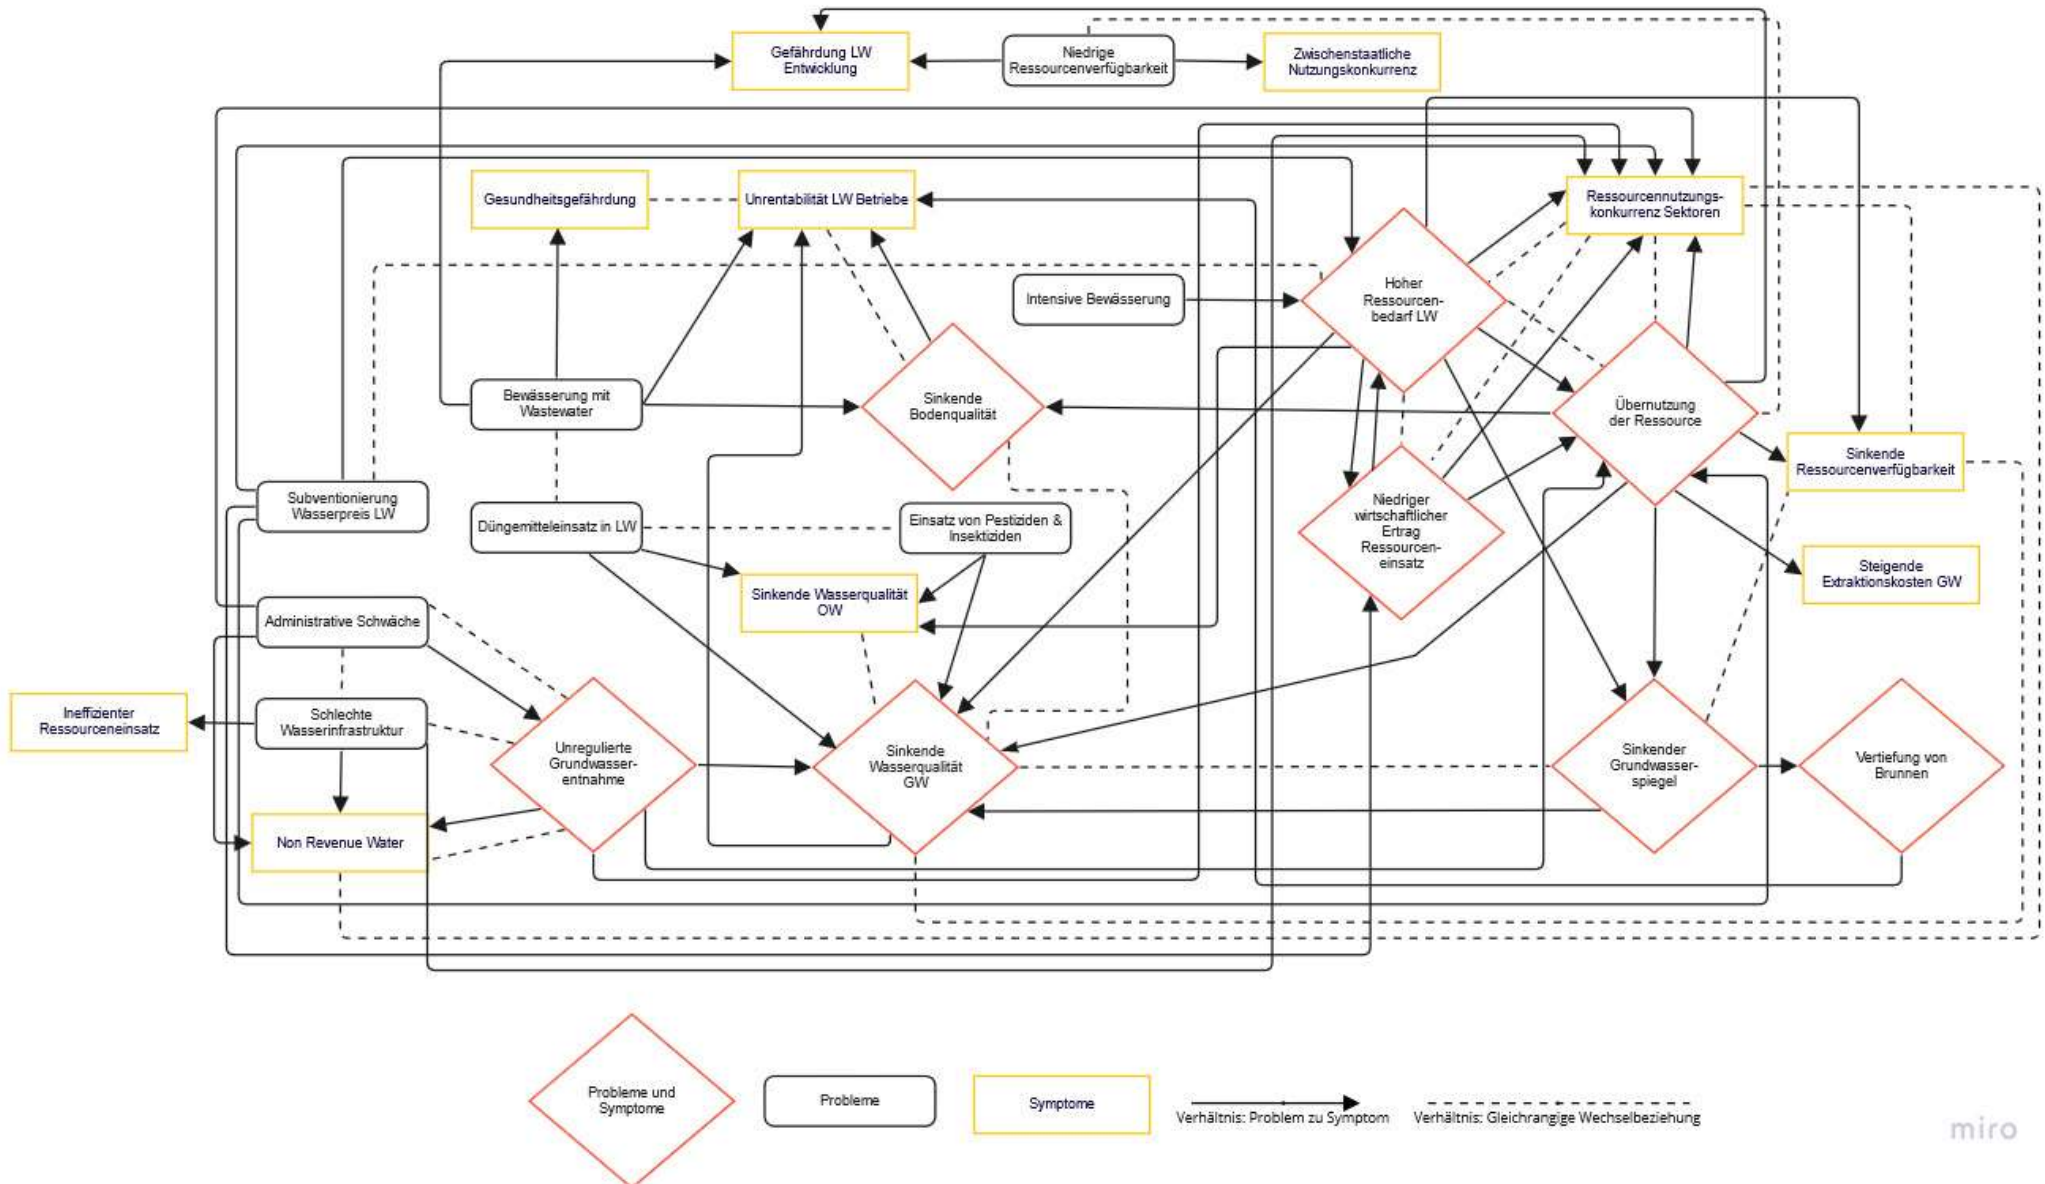 Gefährdung LW
Entwicklung
Niedrige
Ressourcenverfügbarkeit
Zwischenstaatliche
Nutzungskonkurrenz
Gesundheitsgefährdung
Unrentabilität LW Betriebe
Ressourcennutzungs-
konkurrenz Sektoren
Intensive Bewässerung
Hoher
Ressourcen-
bedarf LW
Bewässerung mit
Wastewater
Sinkende
Bodenqualität
Übernutzung
der Ressource
Sinkende
Ressourcenverfügbarkeit
Subventionierung
Wasserpreis LW
Düngemitteleinsatz in LW
Einsatz von Pestiziden &
Insektiziden
Niedriger
wirtschaftlicher
Ertrag
Ressourcen-
einsatz
Steigende
Extraktionskosten GW
Sinkende Wasserqualität
OW
Administrative Schwäche
Ineffizienter
Ressourceneinsatz
Schlechte
Wasserinfrastruktur
Unregulierte
Grundwasser-
entnahme
Sinkende
Wasserqualität
GW
Sinkender
Grundwasser-
spiegel
Vertiefung von
Brunnen
Non Revenue Water
Probleme und
Symptome
Probleme
Symptome
Verhältnis: Problem zu Symptom
Verhältnis: Gleichrangige Wechselbeziehung
miro